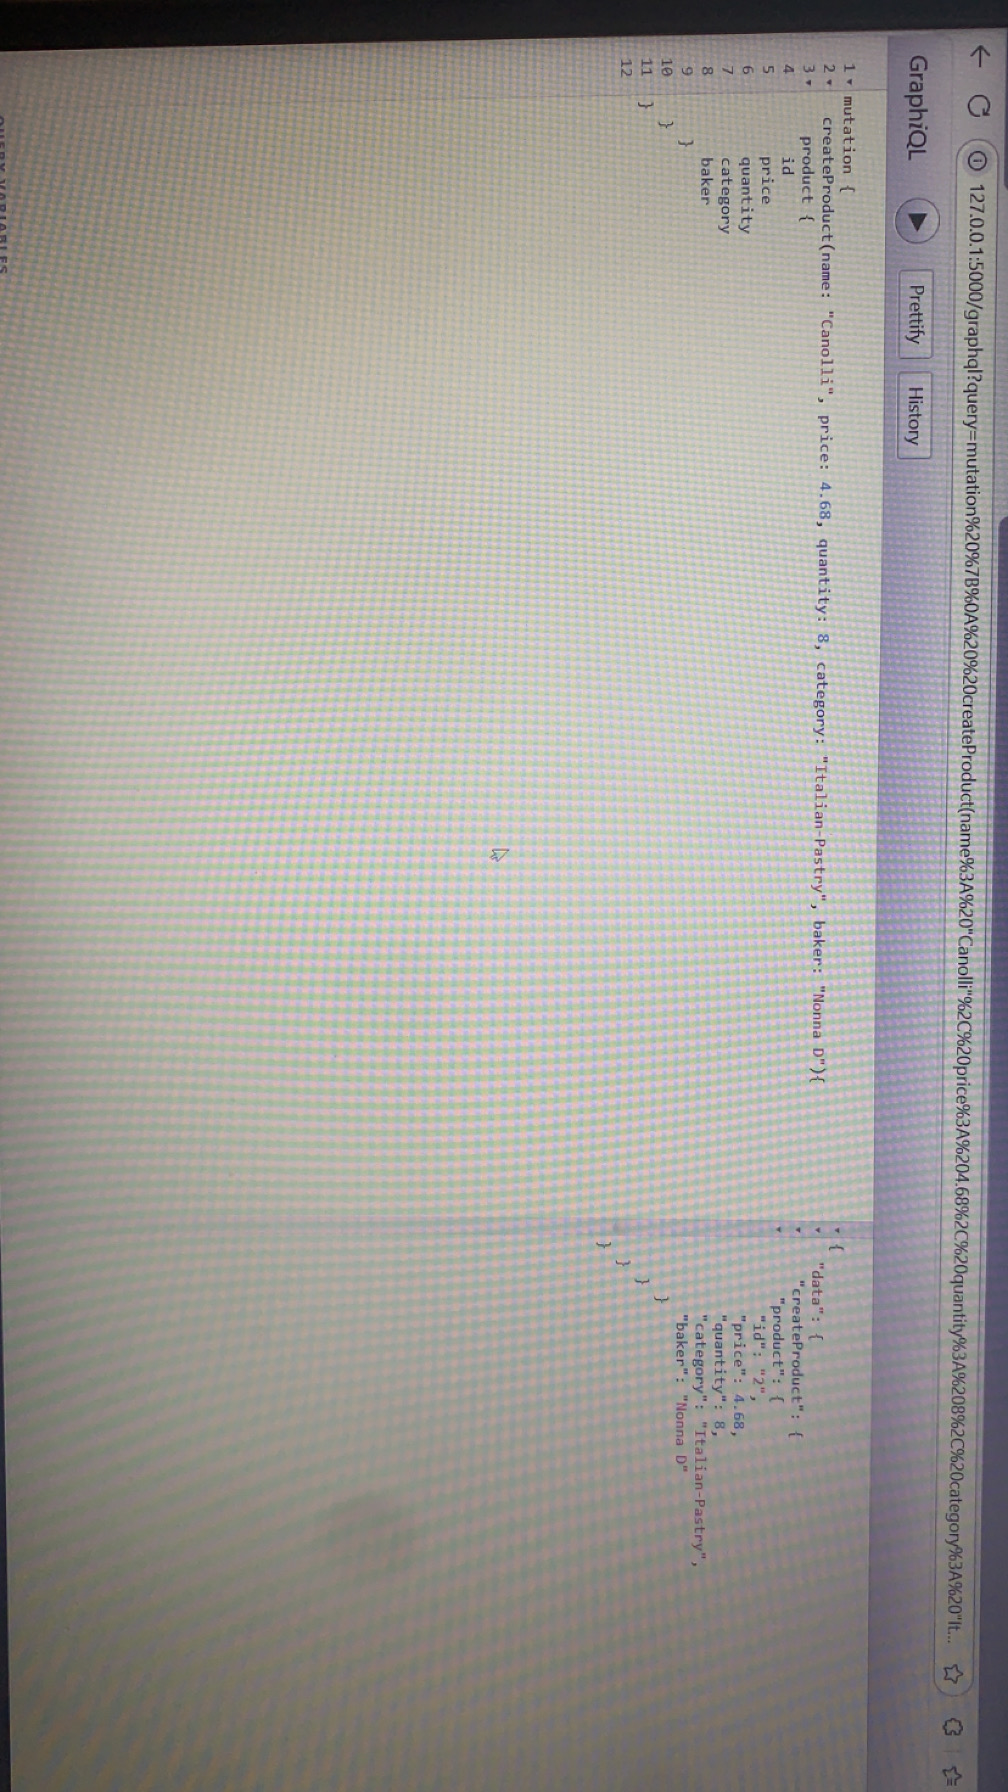 127.0.0.1:5000/graphql?query=mutation%20%7B%0A%20%20createProduct(name%3A%20"Canolli"%2C%20price%3A%204.68%2C%20quantity%3A%208%2C%20category%3A%20"It...
GraphiQL
Prettify
History
1 mutation {
2 createProduct(name: "Canolli", price: 4.68, quantity: 8, category: "Italian-Pastry", baker: "Nonna D"){
3 product {
4 id
5 price
6 quantity
7 category
8 baker
9 }
10 }
11 }
12
{
"data": {
"createProduct": {
"product": {
"id": "2",
"price": 4.68,
"quantity": 8,
"category": "Italian-Pastry",
"baker": "Nonna D"
}
}
}
}
QUERY VARIABLES